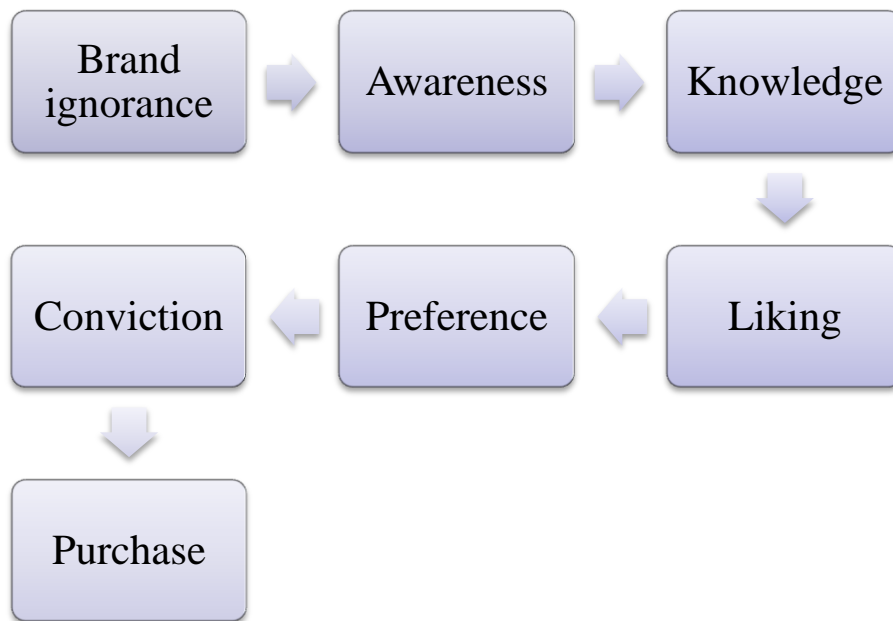 Brand
ignorance
Awareness
Knowledge
Liking
Preference
Conviction
Purchase